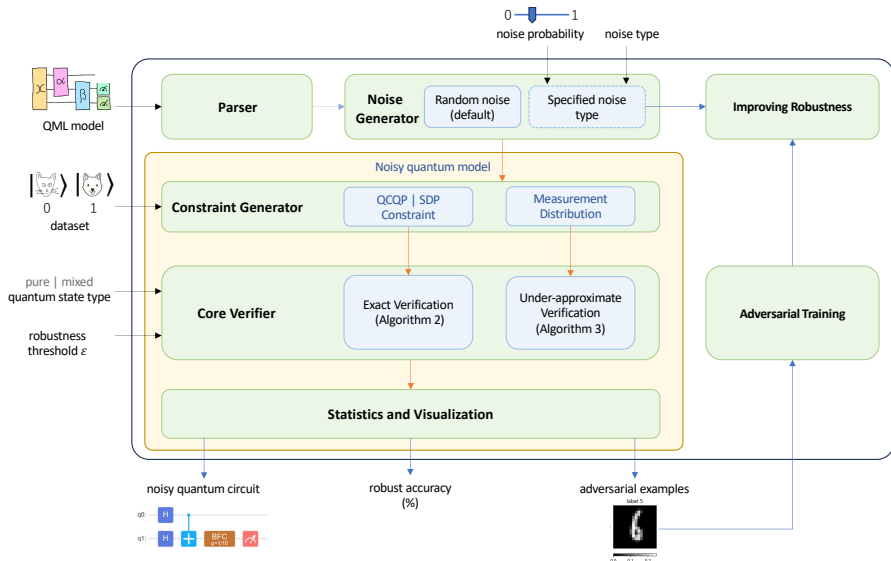 0 1
noise probability
noise type
QML model
Parser
Noise
Generator
Random noise
(default)
Specified noise
type
Improving Robustness
Noisy quantum model
0 1
dataset
Constraint Generator
QCQP | SDP
Constraint
Measurement
Distribution
pure | mixed
quantum state type
robustness
threshold ε
Core Verifier
Exact Verification
(Algorithm 2)
Under-approximate
Verification
(Algorithm 3)
Adversarial Training
Statistics and Visualization
noisy quantum circuit
robust accuracy
(%)
adversarial examples
label 5
q0: H
q1: H
BFC
p=1/10